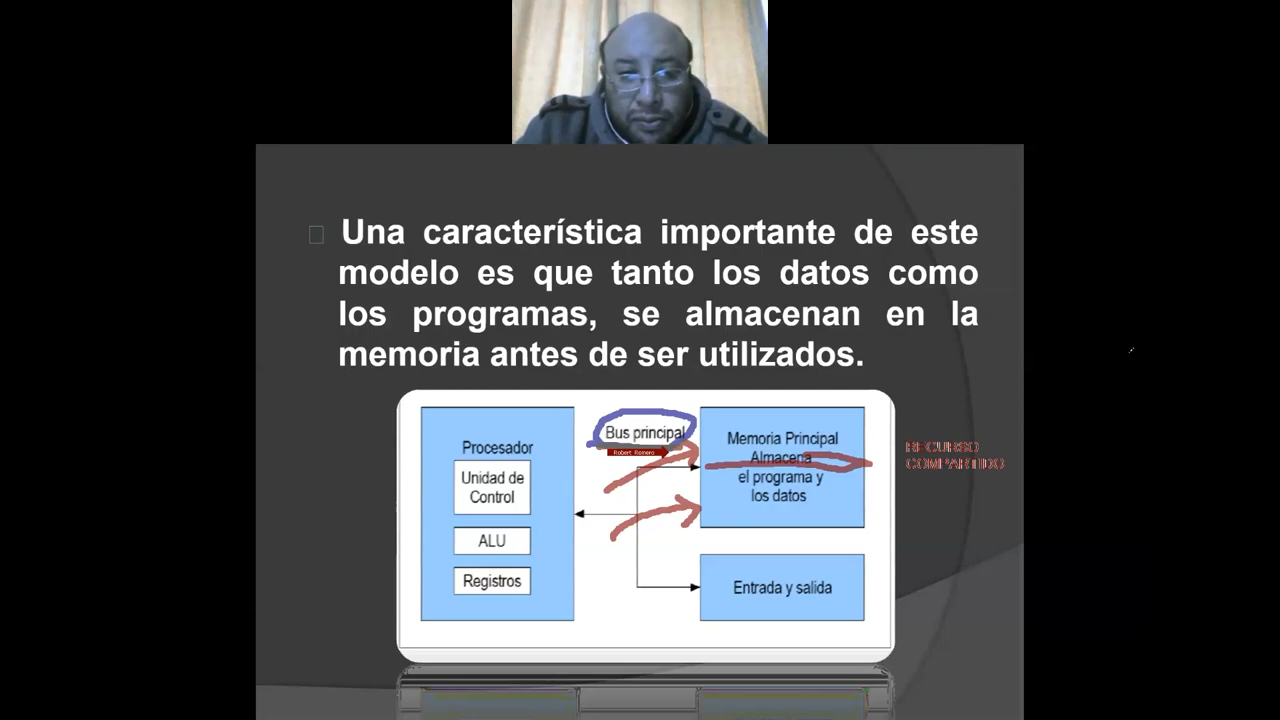 Una característica importante de este
modelo es que tanto los datos como
los programas, se almacenan en la
memoria antes de ser utilizados.
Procesador
Unidad de
Control
ALU
Registros
Bus principal
Robert Romero
Memoria Principal
Almacena
el programa y
los datos
Entrada y salida
RECURSO
COMPARTIDO